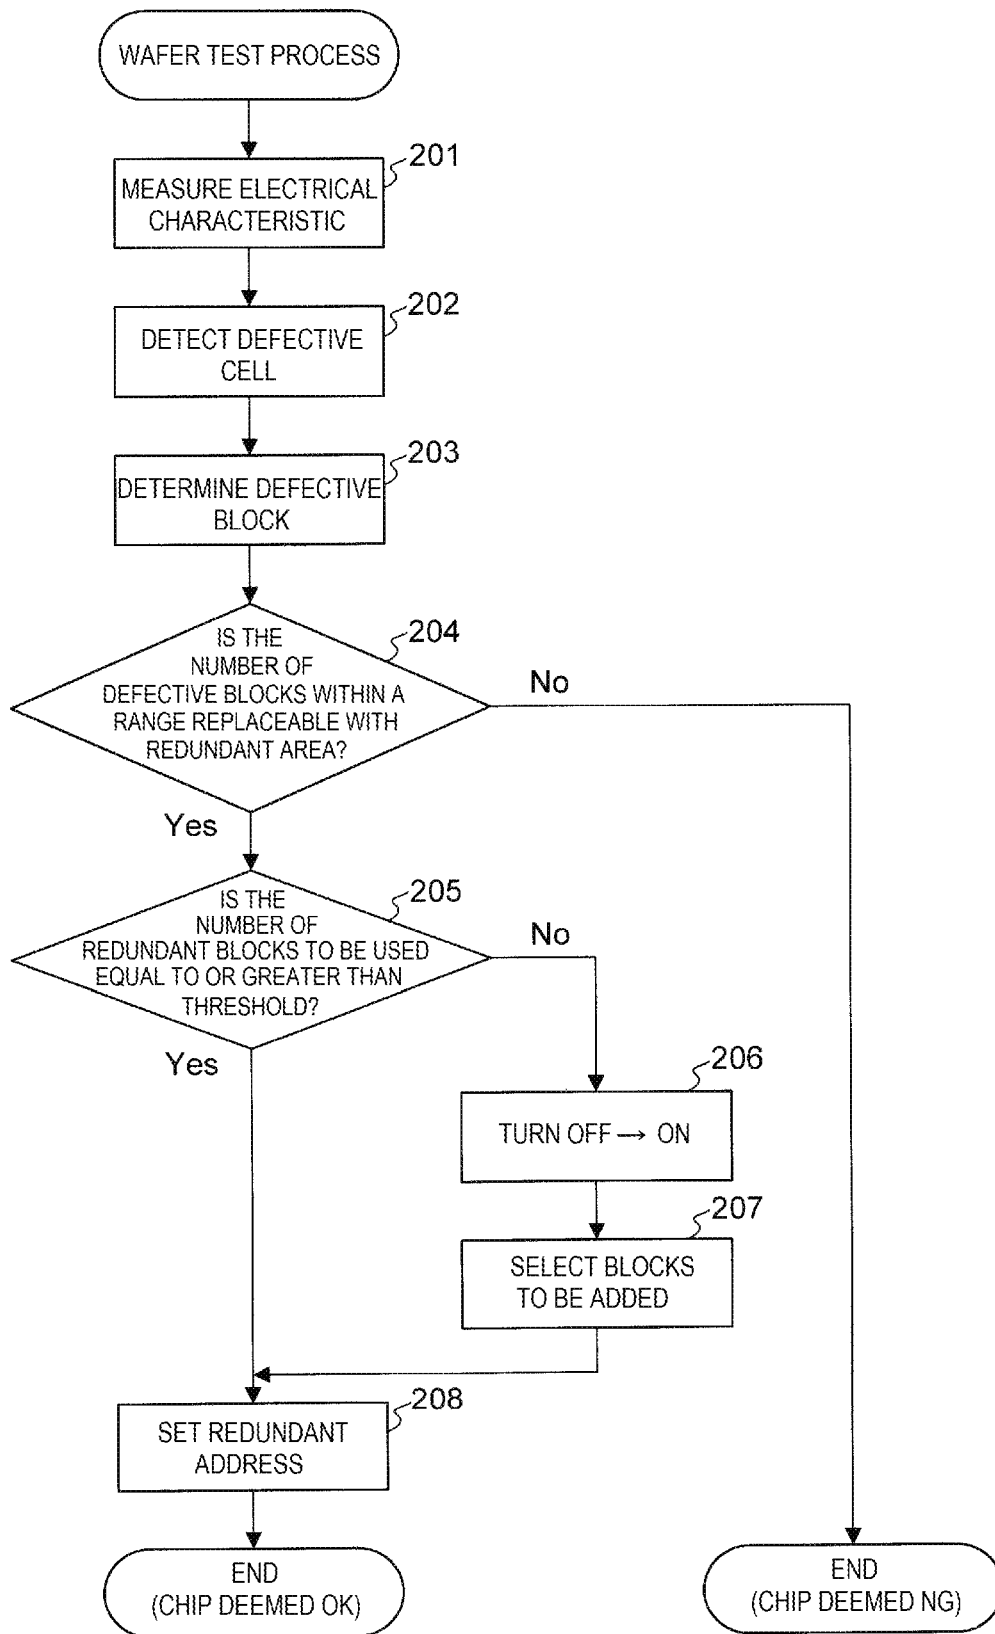 WAFER TEST PROCESS
201
MEASURE ELECTRICAL
CHARACTERISTIC
202
DETECT DEFECTIVE
CELL
203
DETERMINE DEFECTIVE
BLOCK
204
IS THE
NUMBER OF
DEFECTIVE BLOCKS WITHIN A
RANGE REPLACEABLE WITH
REDUNDANT AREA?
No
Yes
205
IS THE
NUMBER OF
REDUNDANT BLOCKS TO BE USED
EQUAL TO OR GREATER THAN
THRESHOLD?
No
Yes
206
TURN OFF → ON
207
SELECT BLOCKS
TO BE ADDED
208
SET REDUNDANT
ADDRESS
END
(CHIP DEEMED OK)
END
(CHIP DEEMED NG)